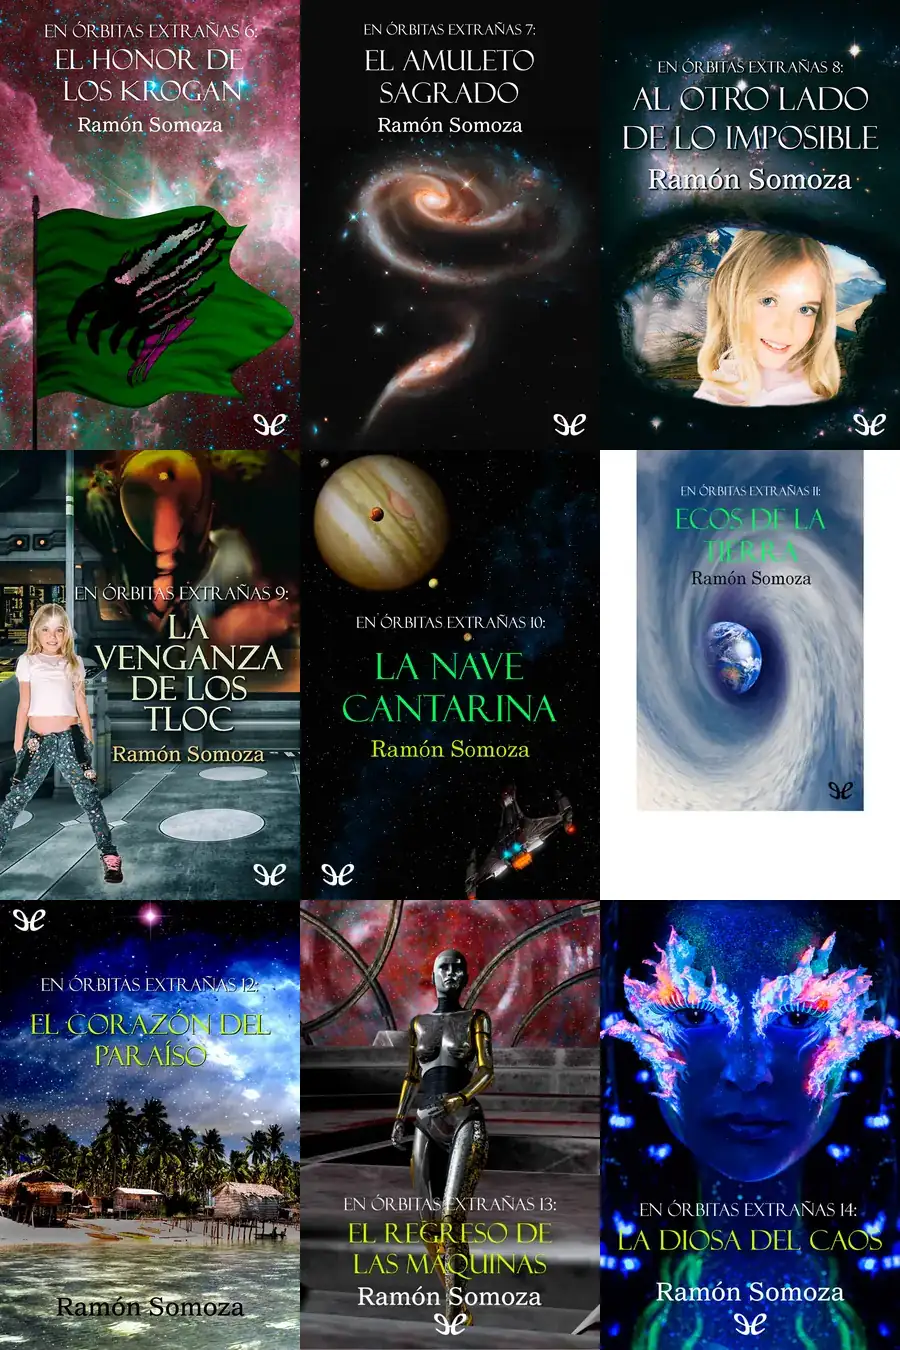 EN ÓRBITAS EXTRAÑAS 6:
EL HONOR DE
LOS KROGAN
Ramón Somoza
EN ÓRBITAS EXTRAÑAS 7:
EL AMULETO
SAGRADO
Ramón Somoza
EN ÓRBITAS EXTRAÑAS 8:
AL OTRO LADO
DE LO IMPOSIBLE
Ramón Somoza
EN ÓRBITAS EXTRAÑAS 9:
LA
VENGANZA
DE LOS
TLOC
Ramón Somoza
EN ÓRBITAS EXTRAÑAS 10:
LA NAVE
CANTARINA
Ramón Somoza
EN ÓRBITAS EXTRAÑAS 11:
ECOS DE LA
TIERRA
Ramón Somoza
EN ÓRBITAS EXTRAÑAS 12:
EL CORAZÓN DEL
PARAÍSO
Ramón Somoza
EN ÓRBITAS EXTRAÑAS 13:
EL REGRESO DE
LAS MÁQUINAS
Ramón Somoza
EN ÓRBITAS EXTRAÑAS 14:
LA DIOSA DEL CAOS
Ramón Somoza